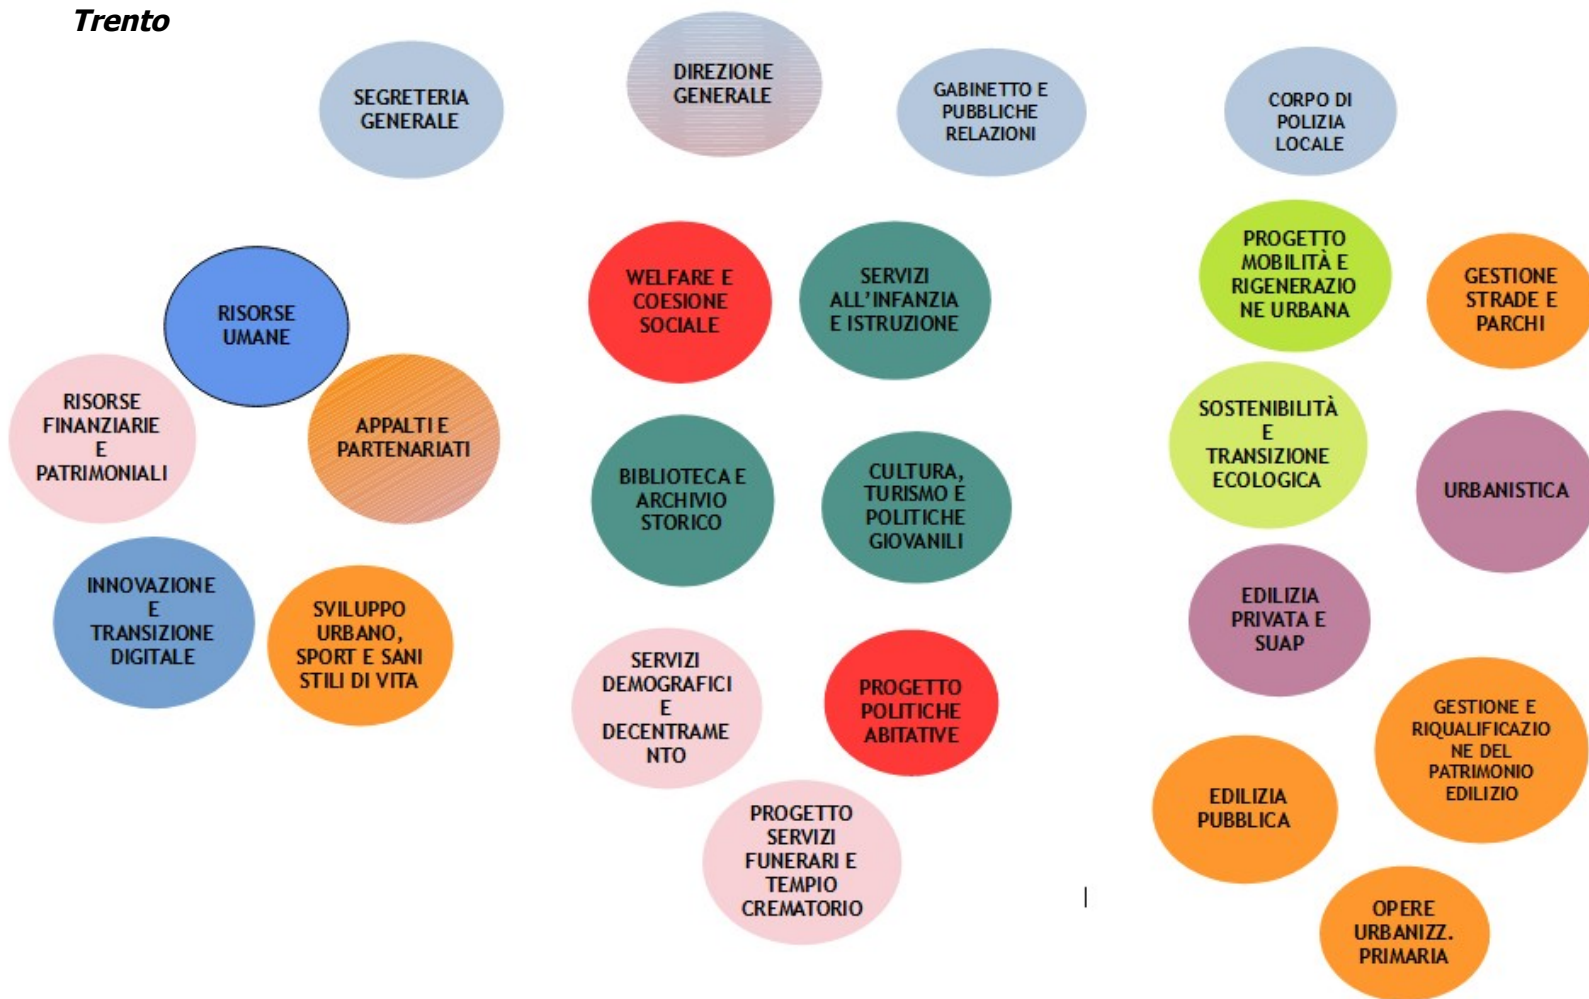 Trento
SEGRETERIA
GENERALE
DIREZIONE
GENERALE
GABINETTO E
PUBBLICHE
RELAZIONI
CORPO DI
POLIZIA
LOCALE
RISORSE
UMANE
RISORSE
FINANZIARIE
E
PATRIMONIALI
APPALTI E
PARTENARIATI
INNOVAZIONE
E
TRANSIZIONE
DIGITALE
SVILUPPO
URBANO,
SPORT E SANI
STILI DI VITA
WELFARE E
COESIONE
SOCIALE
SERVIZI
ALL'INFANZIA
E ISTRUZIONE
BIBLIOTECA E
ARCHIVIO
STORICO
CULTURA,
TURISMO E
POLITICHE
GIOVANILI
SERVIZI
DEMOGRAFICI
E
DECENTRAME
NTO
PROGETTO
POLITICHE
ABITATIVE
PROGETTO
SERVIZI
FUNERARI E
TEMPIO
CREMATORIO
PROGETTO
MOBILITÀ E
RIGENERAZIO
NE URBANA
GESTIONE
STRADE E
PARCHI
SOSTENIBILITÀ
E
TRANSIZIONE
ECOLOGICA
URBANISTICA
EDILIZIA
PRIVATA E
SUAP
GESTIONE E
RIQUALIFICAZIO
NE DEL
PATRIMONIO
EDILIZIO
EDILIZIA
PUBBLICA
OPERE
URBANIZZ.
PRIMARIA